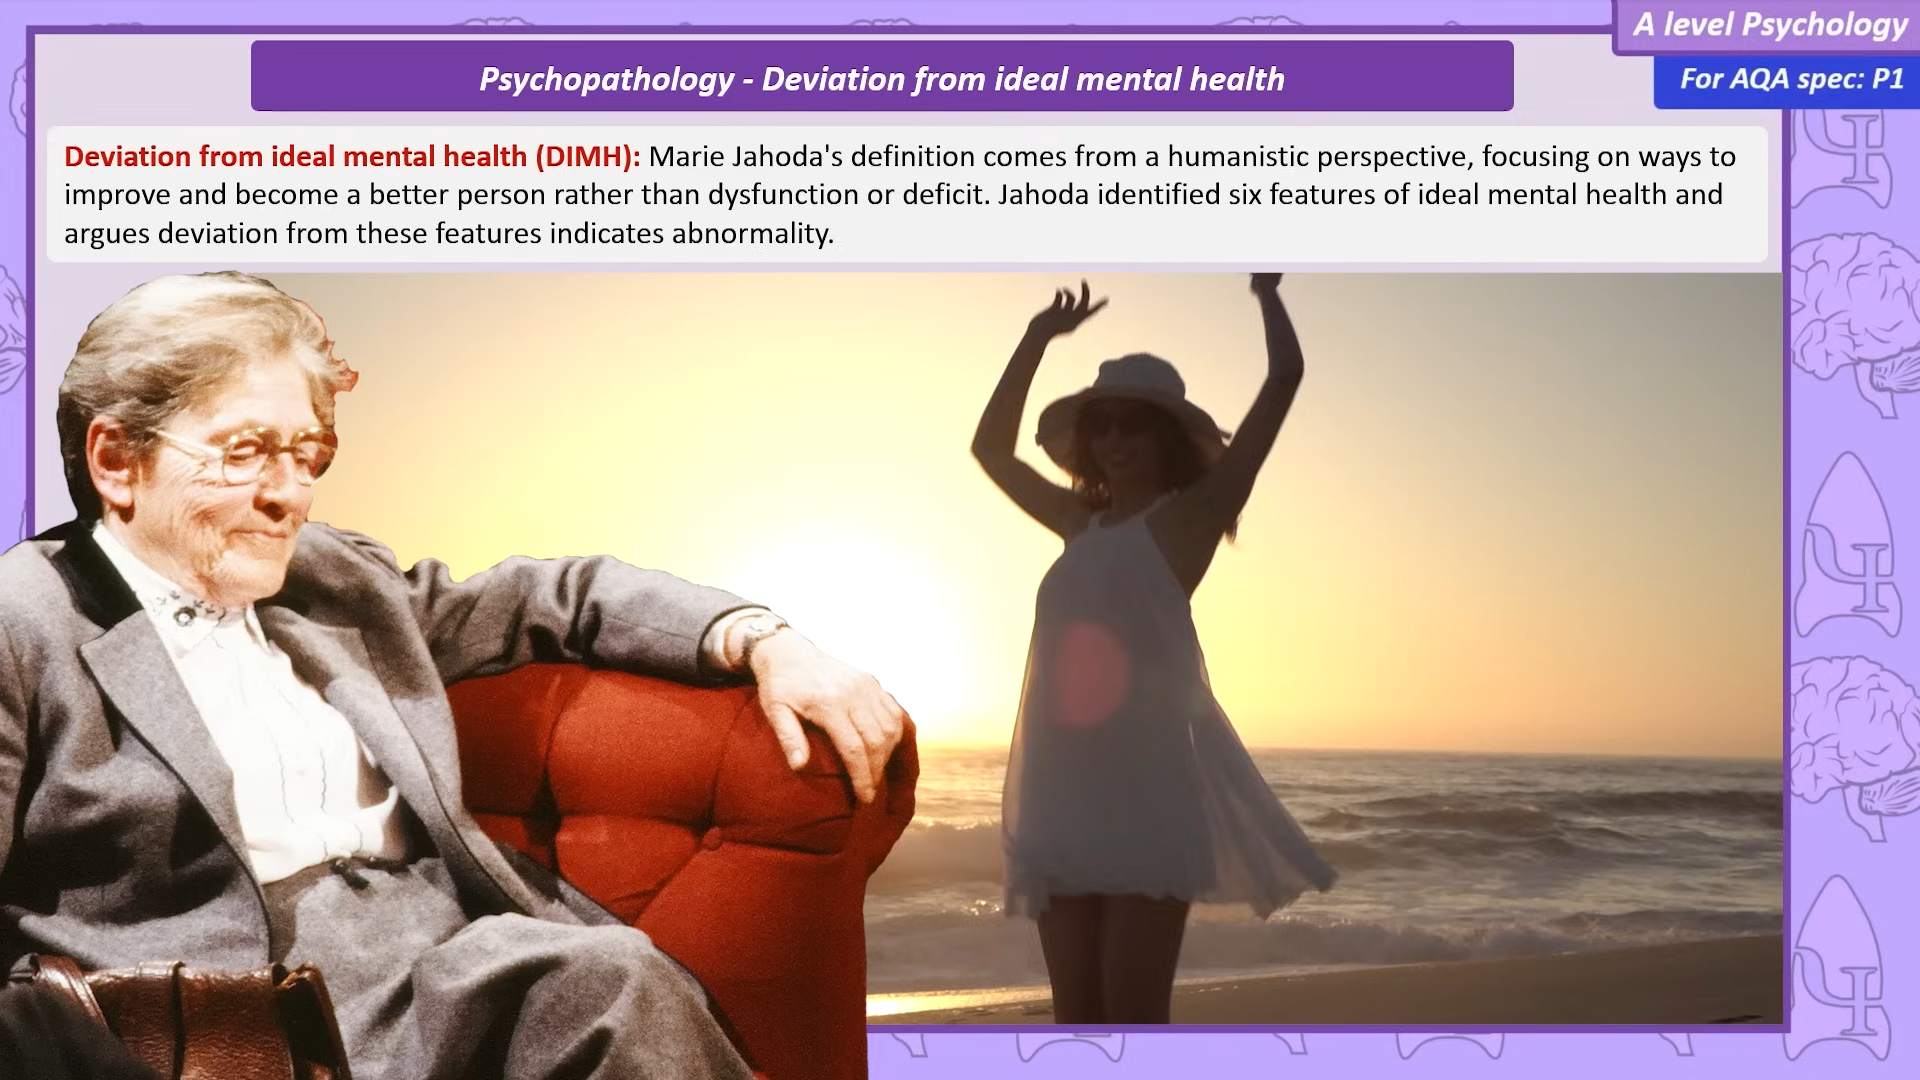 A level Psychology
For AQA spec: P1
Psychopathology - Deviation from ideal mental health
Deviation from ideal mental health (DIMH): Marie Jahoda's definition comes from a humanistic perspective, focusing on ways to
improve and become a better person rather than dysfunction or deficit. Jahoda identified six features of ideal mental health and
argues deviation from these features indicates abnormality.